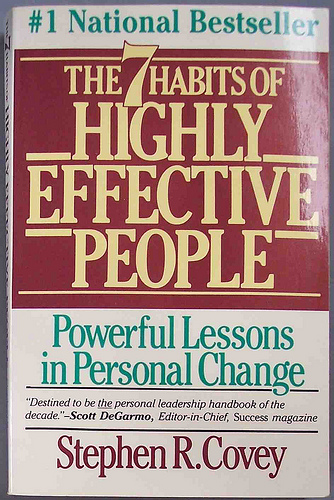 #1 National Bestseller
THE 7 HABITS OF
HIGHLY
EFFECTIVE
PEOPLE
Powerful Lessons
in Personal Change
"Destined to be the personal leadership handbook of the
decade."–Scott DeGarmo, Editor-in-Chief, Success magazine
Stephen R. Covey